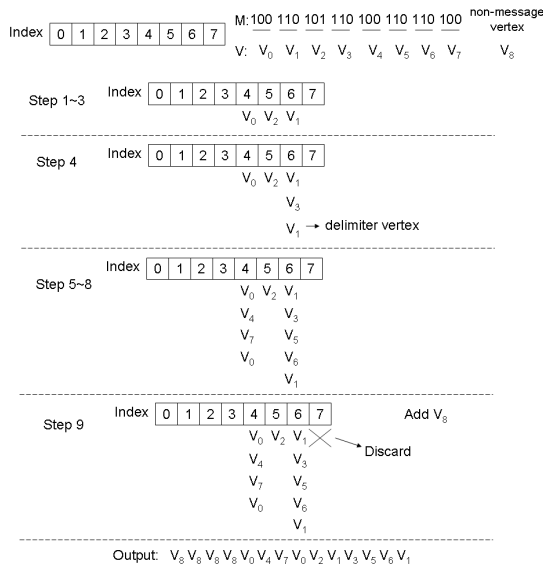 M: 100 110 101 110 100 110 110 100 non-message vertex
Index 0 1 2 3 4 5 6 7
V: V0 V1 V2 V3 V4 V5 V6 V7 V8
Step 1~3 Index 0 1 2 3 4 5 6 7
V0 V2 V1
Step 4 Index 0 1 2 3 4 5 6 7
V0 V2 V1
V3
V1 → delimiter vertex
Step 5~8 Index 0 1 2 3 4 5 6 7
V0 V2 V1
V4 V3
V7 V5
V0 V6
V1
Step 9 Index 0 1 2 3 4 5 6 7 Add V8
V0 V2 V1 Discard
V4 V3
V7 V5
V0 V6
V1
Output: V8 V8 V8 V8 V0 V4 V7 V0 V2 V1 V3 V5 V6 V1